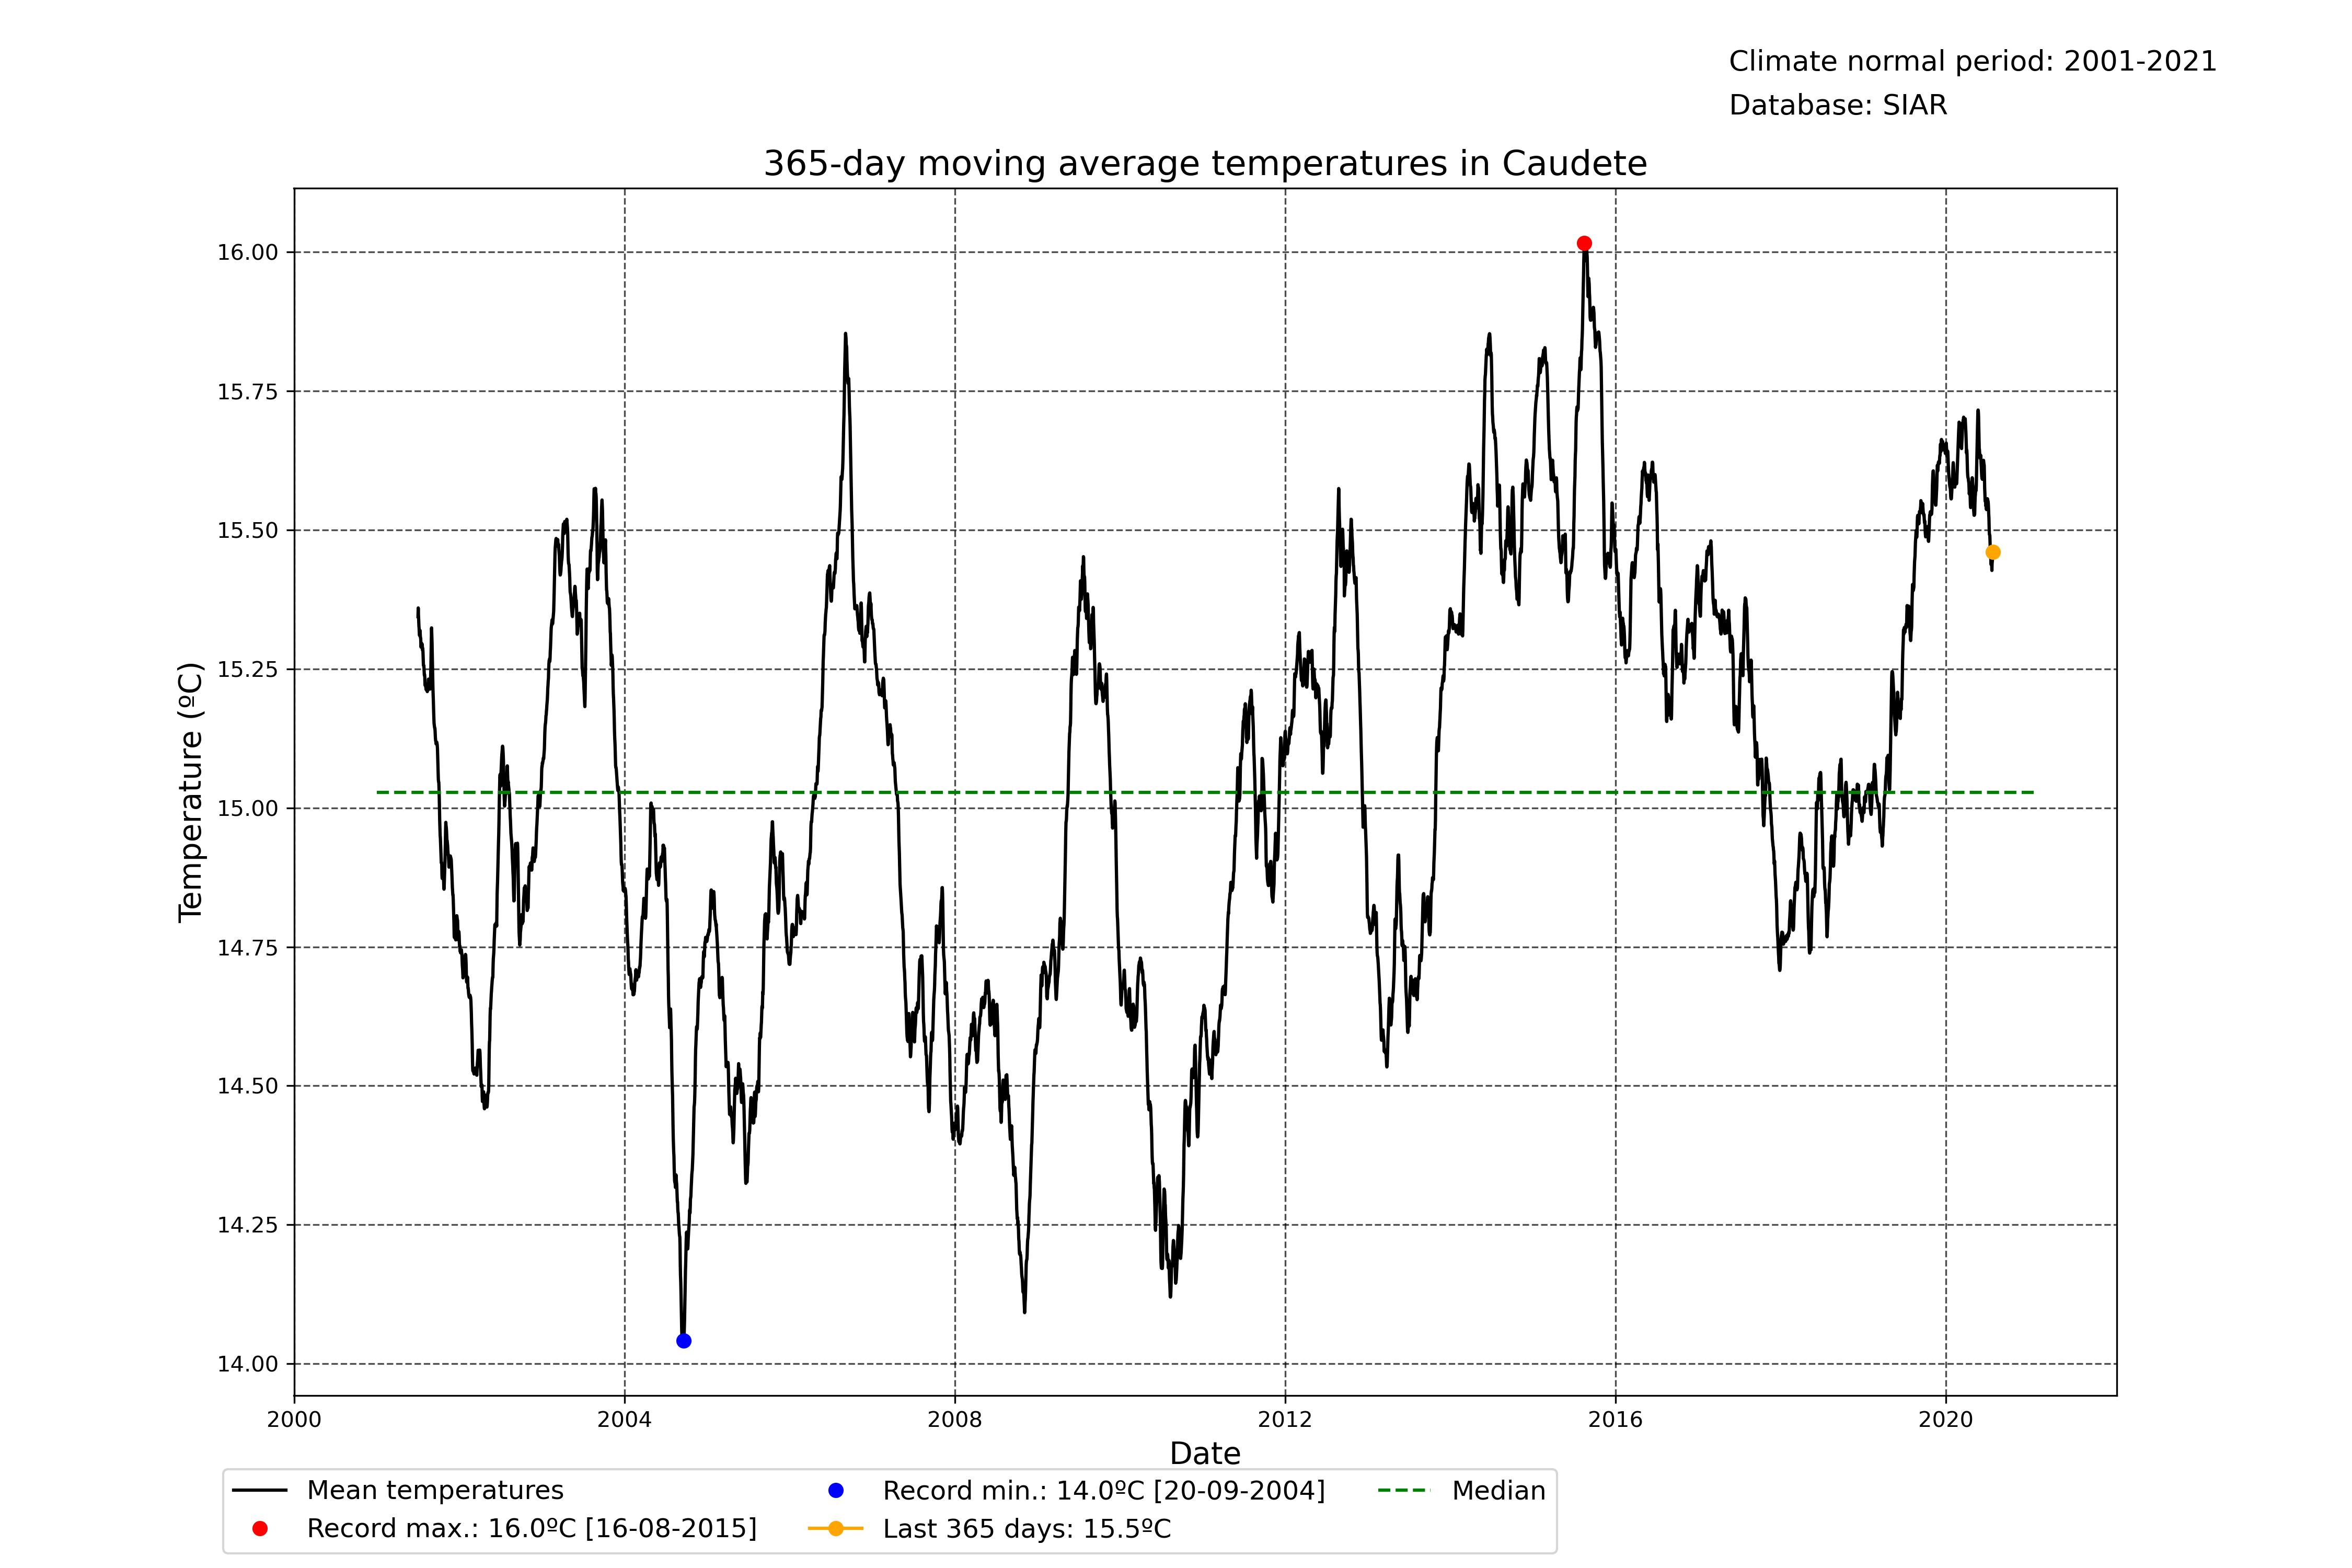 Climate normal period: 2001-2021
Database: SIAR
365-day moving average temperatures in Caudete
Temperature (ºC)
16.00
15.75
15.50
15.25
15.00
14.75
14.50
14.25
14.00
2000 2004 2008 2012 2016 2020
Date
Mean temperatures
Record max.: 16.0ºC [16-08-2015]
Record min.: 14.0ºC [20-09-2004]
Last 365 days: 15.5ºC
Median